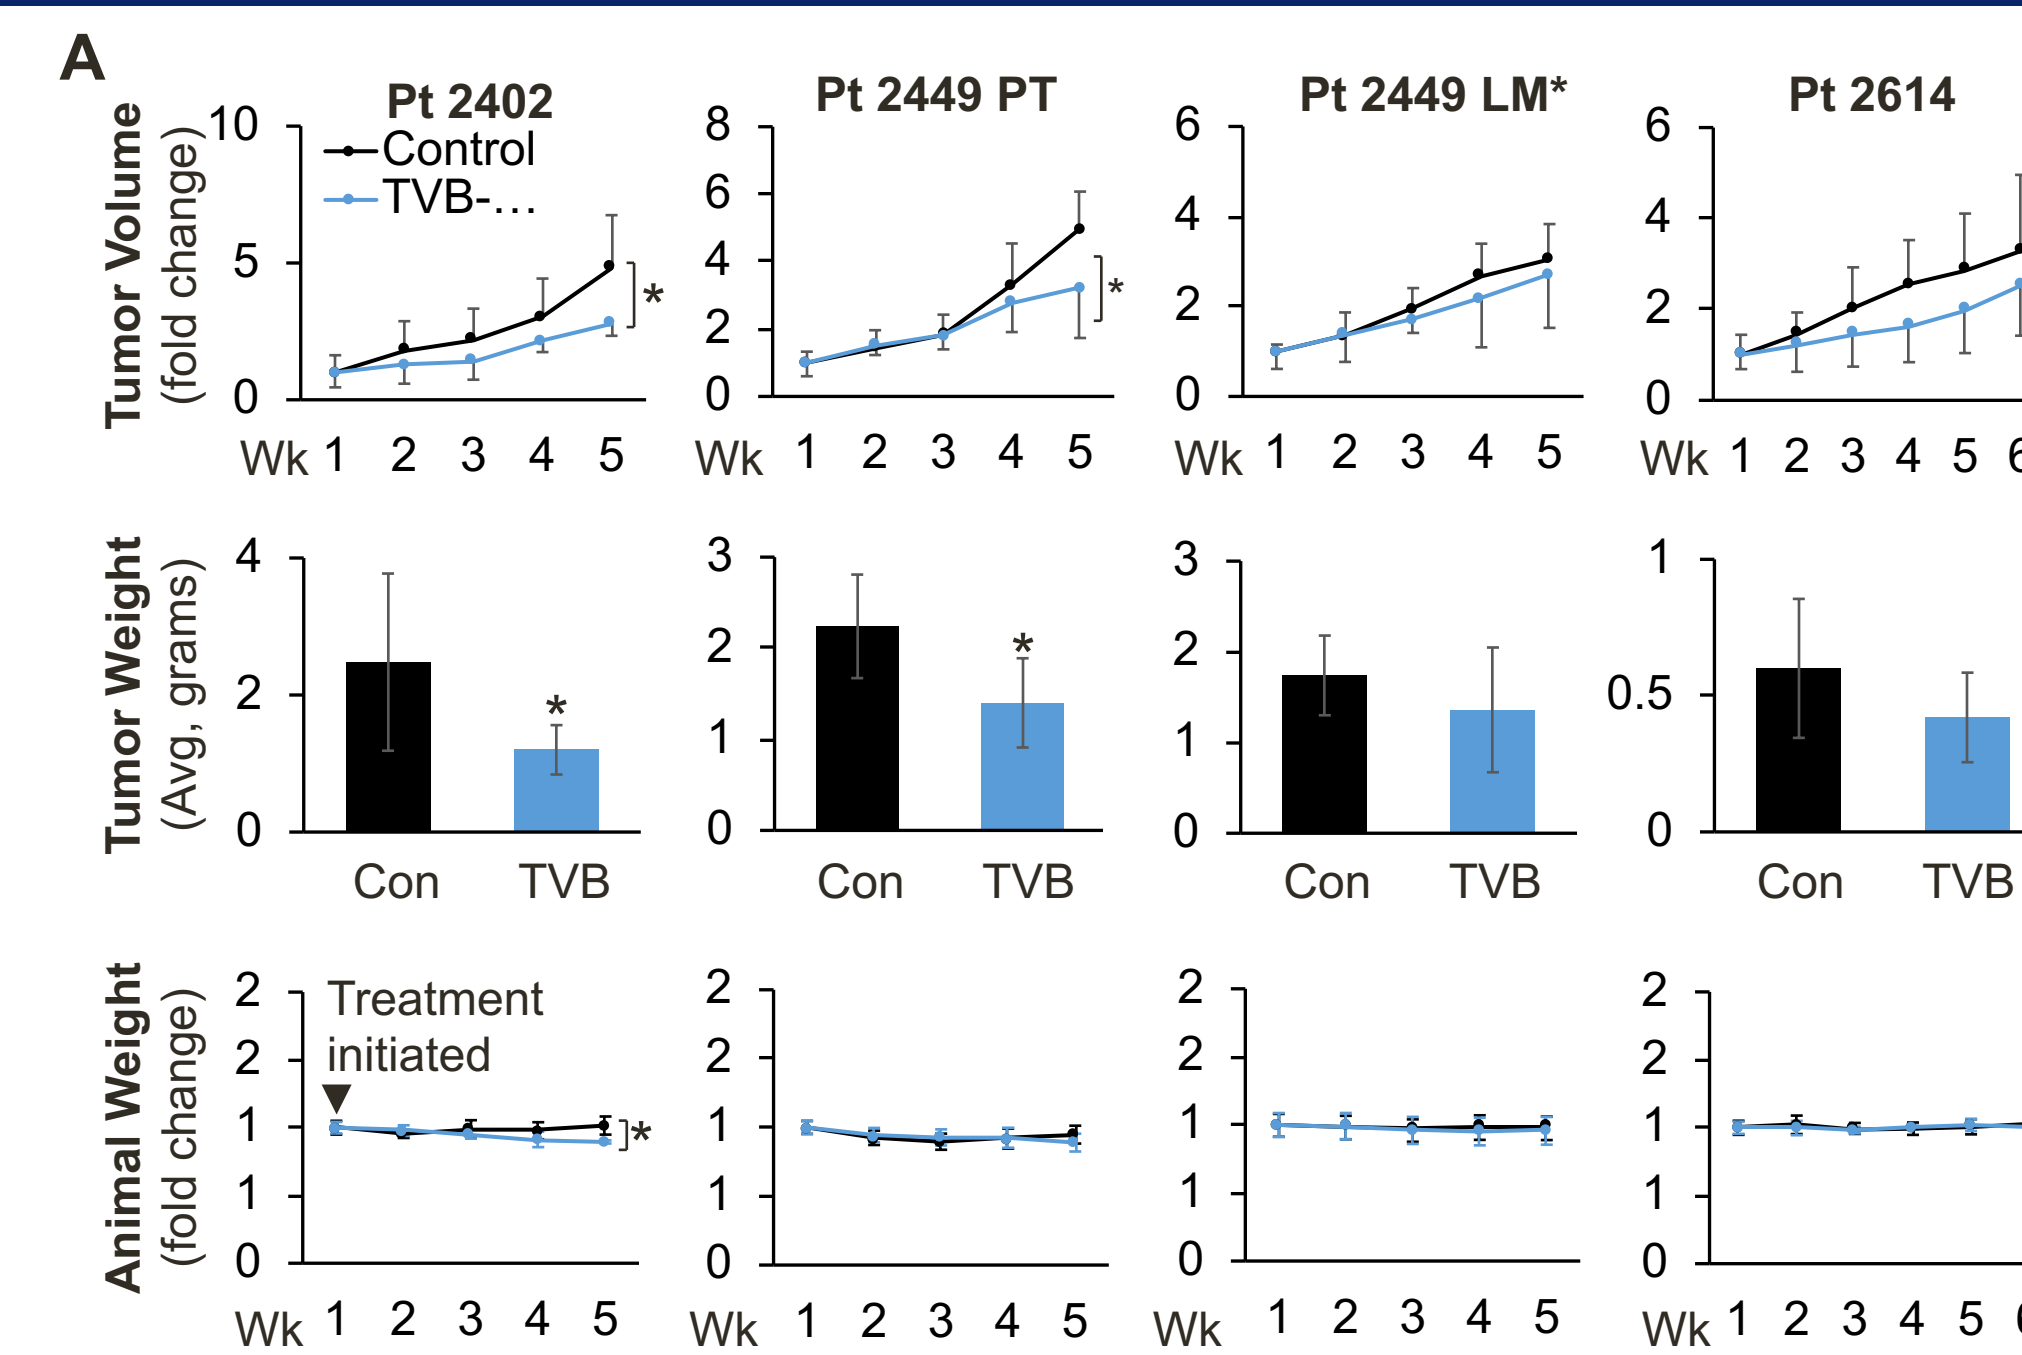 A
Pt 2402
Pt 2449 PT
Pt 2449 LM*
Pt 2614
Tumor Volume
(fold change)
10
5
0
Control
TVB-…
*
Wk 1 2 3 4 5
8
6
4
2
0
*
Wk 1 2 3 4 5
6
4
2
0
Wk 1 2 3 4 5
6
4
2
0
Wk 1 2 3 4 5 6
Tumor Weight
(Avg, grams)
4
2
0
*
Con TVB
3
2
1
0
*
Con TVB
3
2
1
0
Con TVB
1
0.5
0
Con TVB
Animal Weight
(fold change)
2
2
1
1
0
Treatment
initiated
*
Wk 1 2 3 4 5
2
2
1
1
0
Wk 1 2 3 4 5
2
2
1
1
0
Wk 1 2 3 4 5
2
2
1
1
0
Wk 1 2 3 4 5 6